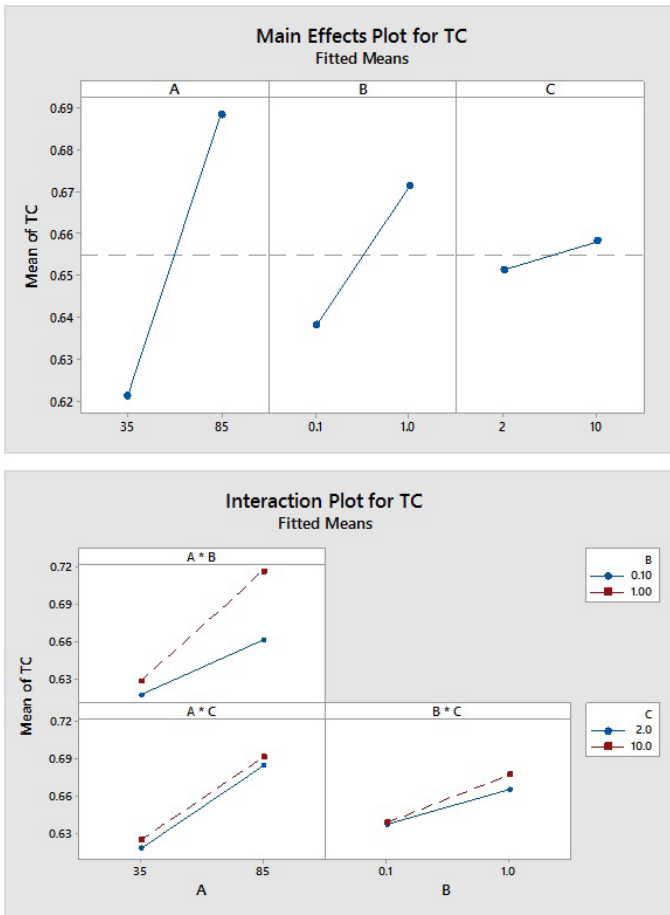 Main Effects Plot for TC
Fitted Means
A B C
0.69
0.68
0.67
0.66
0.65
0.64
0.63
0.62
Mean of TC
35 85 0.1 1.0 2 10
Interaction Plot for TC
Fitted Means
A * B
0.72
0.69
0.66
0.63
B
0.10
1.00
Mean of TC
A * C B * C
0.72
0.69
0.66
0.63
C
2.0
10.0
35 85 0.1 1.0
A B